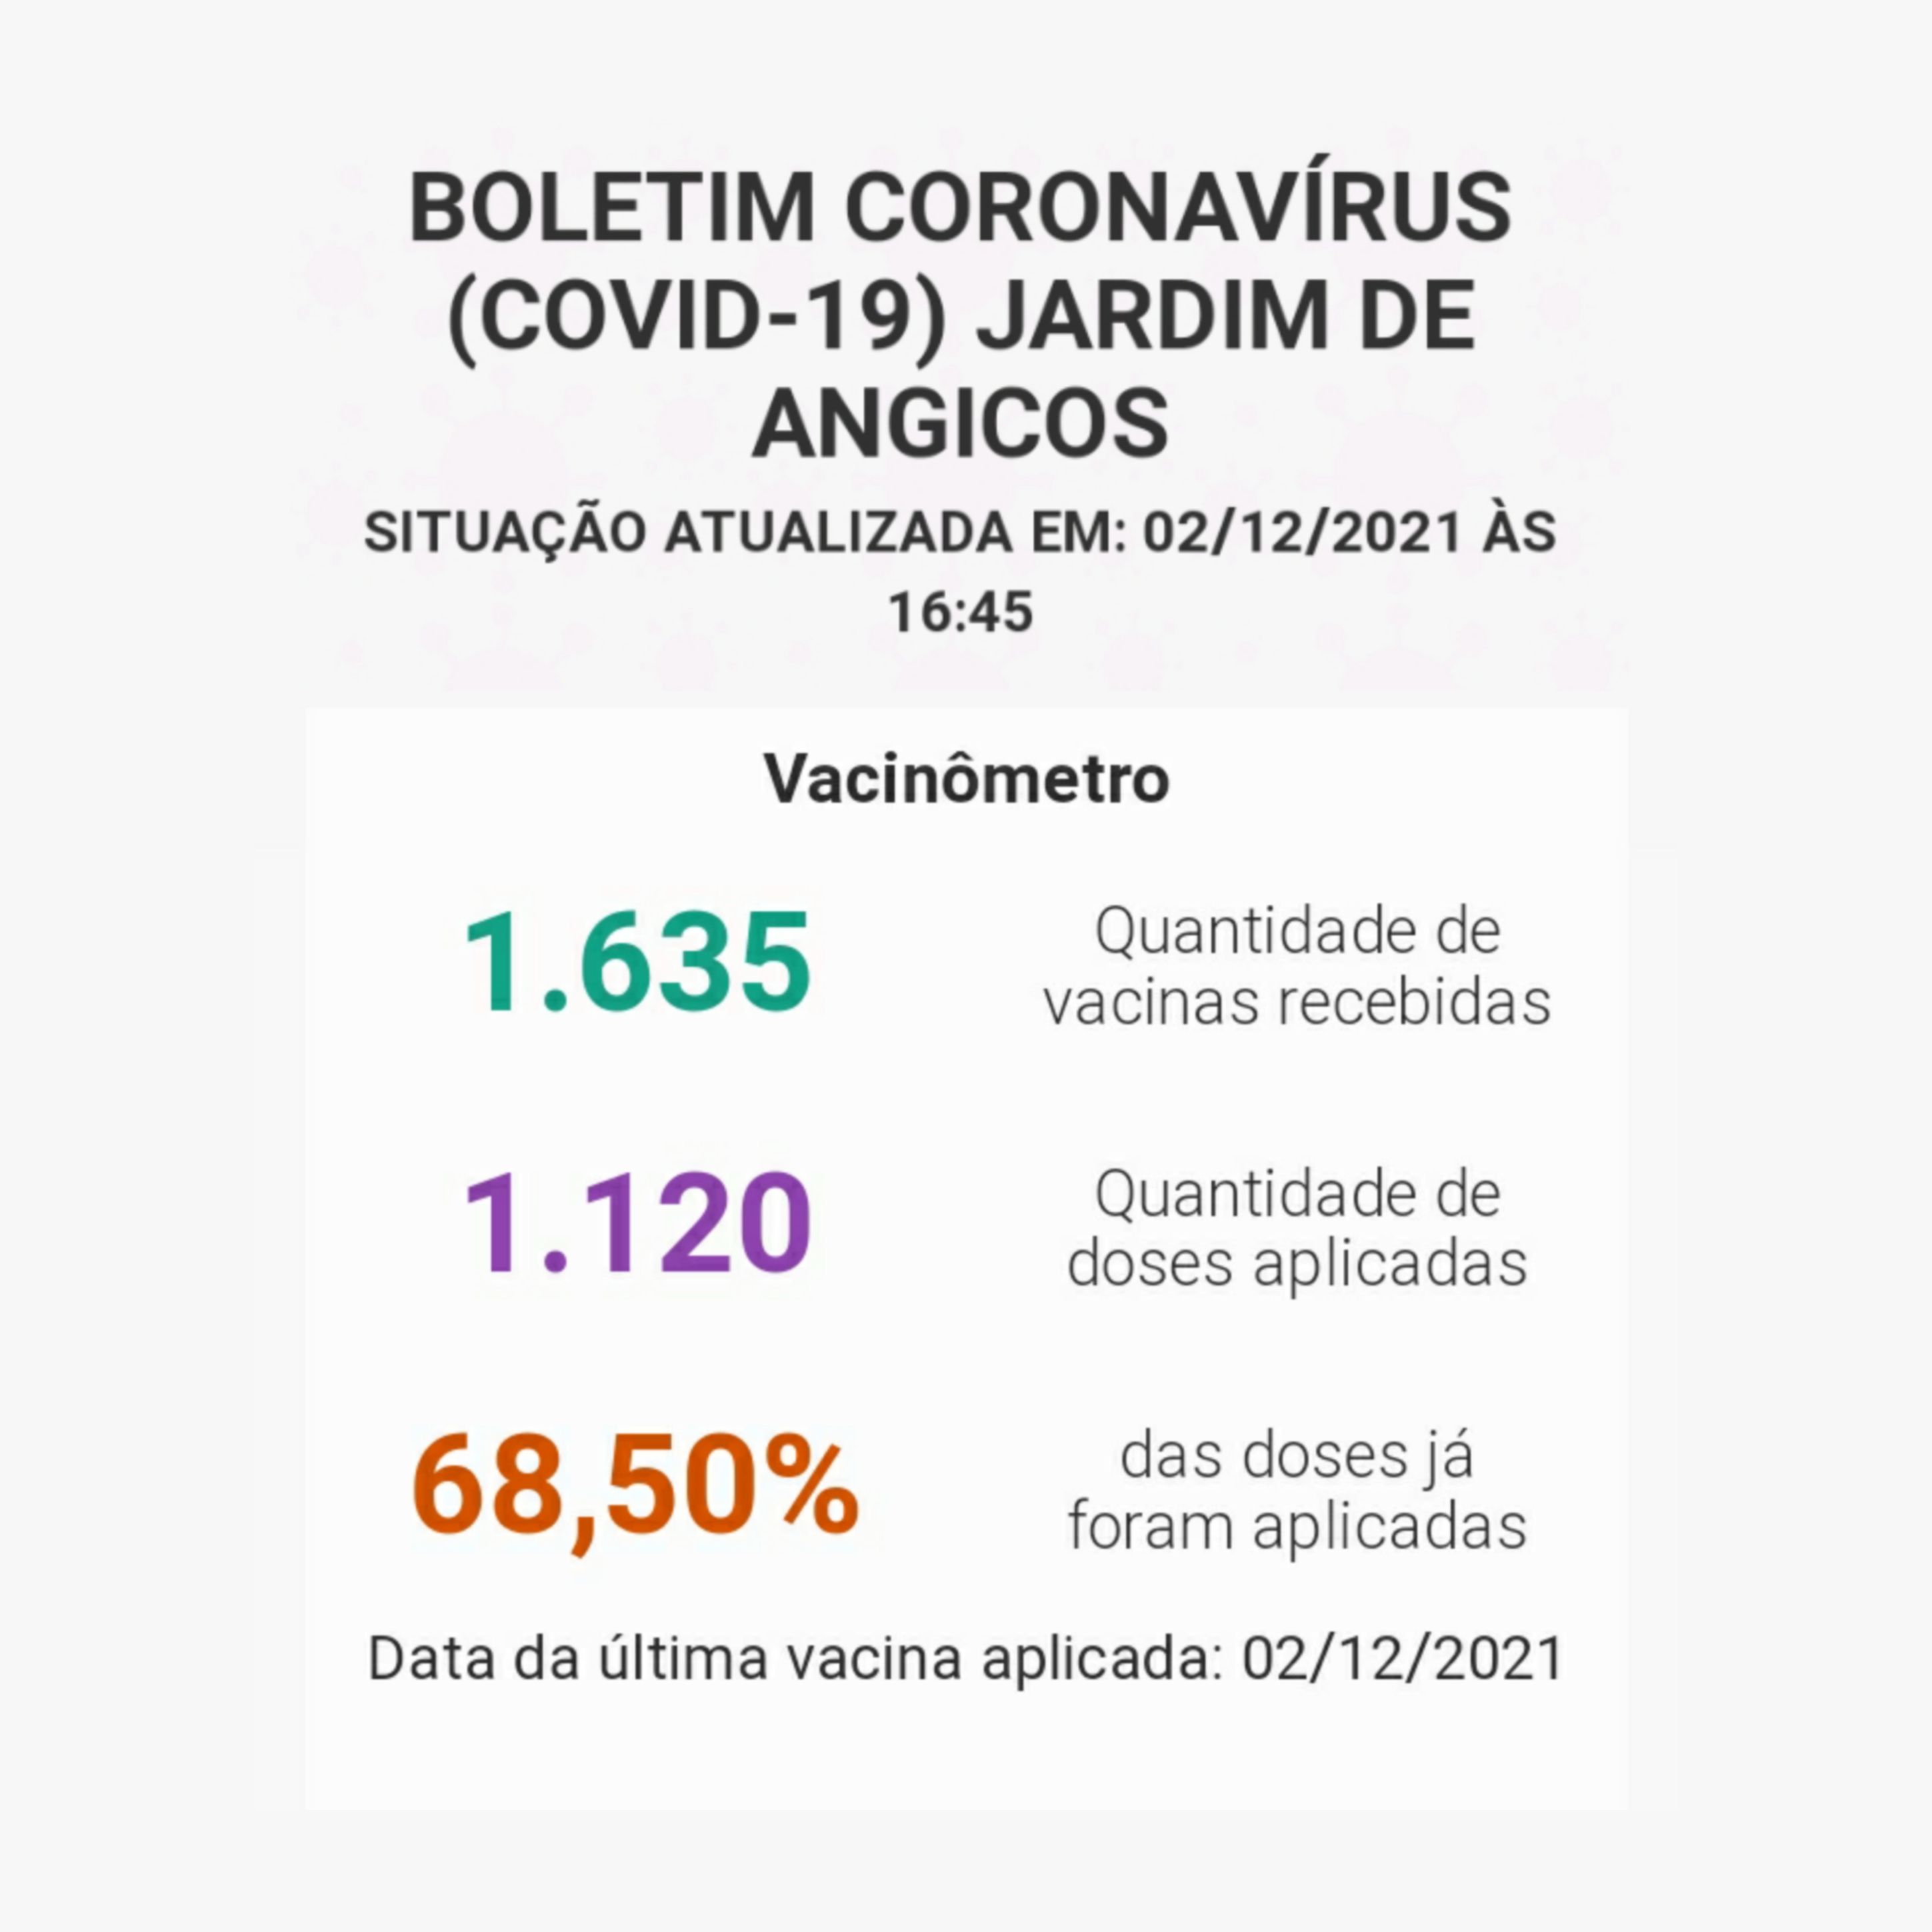 BOLETIM CORONAVÍRUS
(COVID-19) JARDIM DE
ANGICOS
SITUAÇÃO ATUALIZADA EM: 02/12/2021 ÀS
16:45
Vacinômetro
1.635
Quantidade de
vacinas recebidas
1.120
Quantidade de
doses aplicadas
68,50%
das doses já
foram aplicadas
Data da última vacina aplicada: 02/12/2021